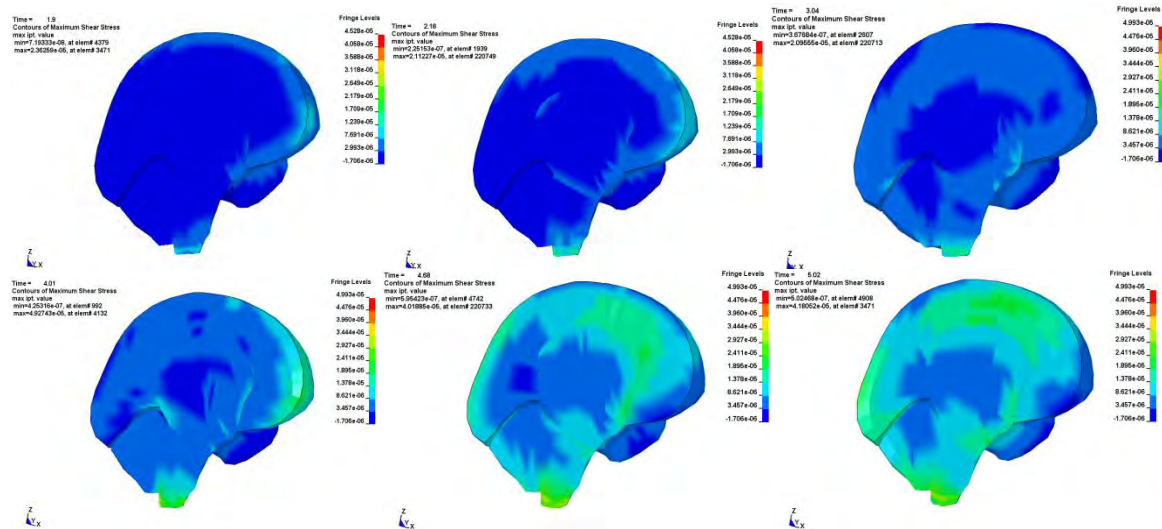 Time = 1.9
Contours of Maximum Shear Stress
max ipt. value
min=7.19333e-08, at elem# 4379
max=2.36259e-05, at elem# 3471
Fringe Levels
4.528e-05
4.058e-05
3.588e-05
3.118e-05
2.649e-05
2.179e-05
1.709e-05
1.239e-05
7.691e-06
2.993e-06
-1.706e-06
Z
Y X
Time = 2.18
Contours of Maximum Shear Stress
max ipt. value
min=2.25153e-07, at elem# 1939
max=2.11227e-05, at elem# 220749
Fringe Levels
4.528e-05
4.058e-05
3.588e-05
3.118e-05
2.649e-05
2.179e-05
1.709e-05
1.239e-05
7.691e-06
2.993e-06
-1.706e-06
Z
Y X
Time = 3.04
Contours of Maximum Shear Stress
max ipt. value
min=3.67684e-07, at elem# 2607
max=2.09555e-05, at elem# 220713
Fringe Levels
4.993e-05
4.476e-05
3.960e-05
3.444e-05
2.927e-05
2.411e-05
1.895e-05
1.378e-05
8.621e-06
3.457e-06
-1.706e-06
Z
Y X
Time = 4.01
Contours of Maximum Shear Stress
max ipt. value
min=4.25316e-07, at elem# 992
max=4.92743e-05, at elem# 4132
Fringe Levels
4.993e-05
4.476e-05
3.960e-05
3.444e-05
2.927e-05
2.411e-05
1.895e-05
1.378e-05
8.621e-06
3.457e-06
-1.706e-06
Z
Y X
Time = 4.68
Contours of Maximum Shear Stress
max ipt. value
min=5.95423e-07, at elem# 4742
max=4.01885e-05, at elem# 220733
Fringe Levels
4.993e-05
4.476e-05
3.960e-05
3.444e-05
2.927e-05
2.411e-05
1.895e-05
1.378e-05
8.621e-06
3.457e-06
-1.706e-06
Z
Y X
Time = 5.02
Contours of Maximum Shear Stress
max ipt. value
min=5.02468e-07, at elem# 4908
max=4.18052e-05, at elem# 3471
Fringe Levels
4.993e-05
4.476e-05
3.960e-05
3.444e-05
2.927e-05
2.411e-05
1.895e-05
1.378e-05
8.621e-06
3.457e-06
-1.706e-06
Z
Y X